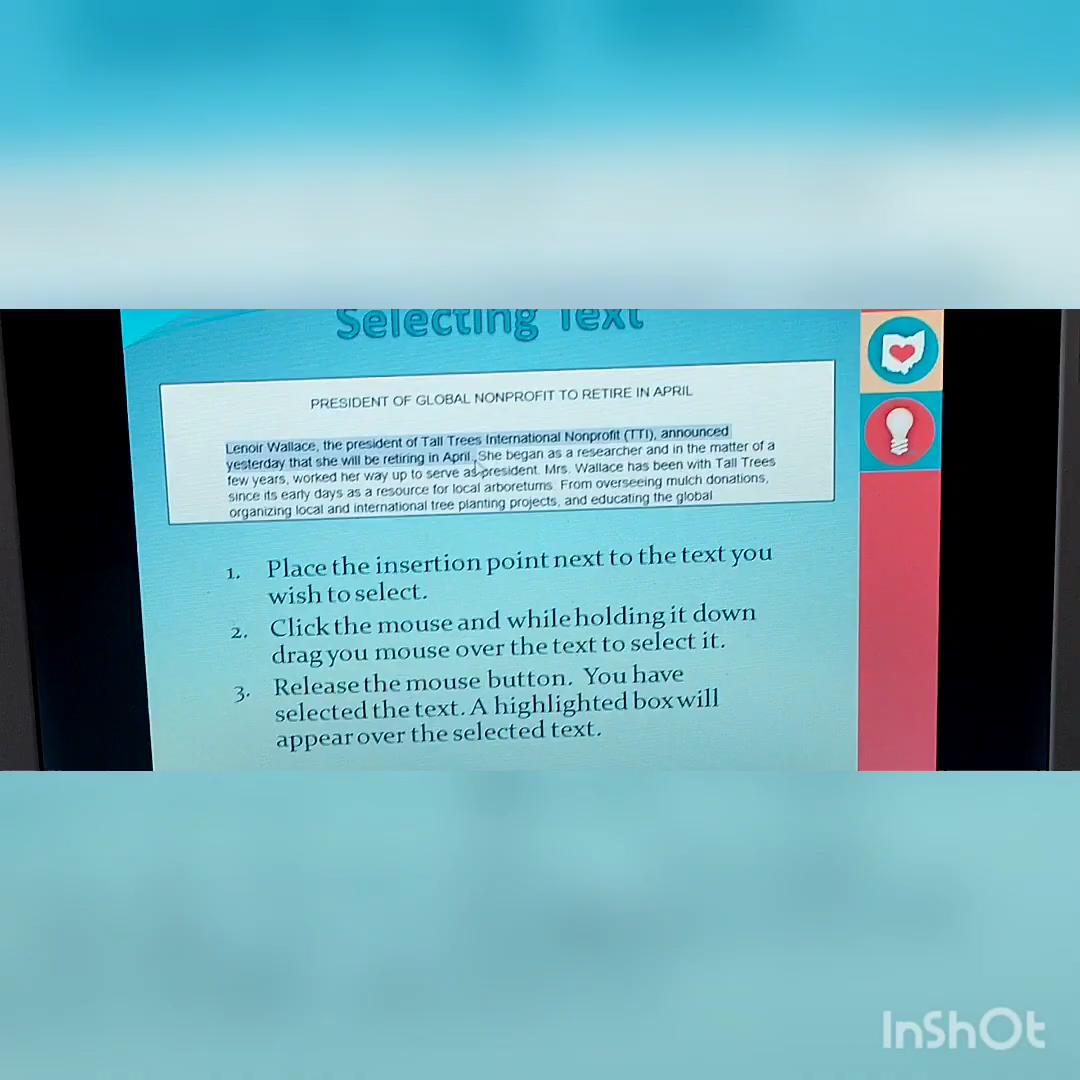 Selecting Text
PRESIDENT OF GLOBAL NONPROFIT TO RETIRE IN APRIL
Lenoir Wallace, the president of Tall Trees International Nonprofit (TTI), announced
yesterday that she will be retiring in April. She began as a researcher and in the matter of a
few years, worked her way up to serve as president. Mrs. Wallace has been with Tall Trees
since its early days as a resource for local arboretums. From overseeing mulch donations,
organizing local and international tree planting projects, and educating the global
1. Place the insertion point next to the text you
wish to select.
2. Click the mouse and while holding it down
drag you mouse over the text to select it.
3. Release the mouse button. You have
selected the text. A highlighted box will
appear over the selected text.
InShOt